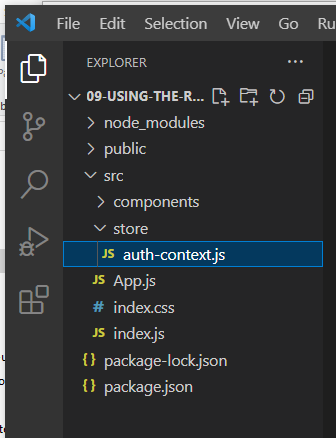 File Edit Selection View Go Ru
EXPLORER ...
09-USING-THE-R...
node_modules
public
src
components
store
JS auth-context.js
JS App.js
# index.css
JS index.js
{} package-lock.json
{} package.json